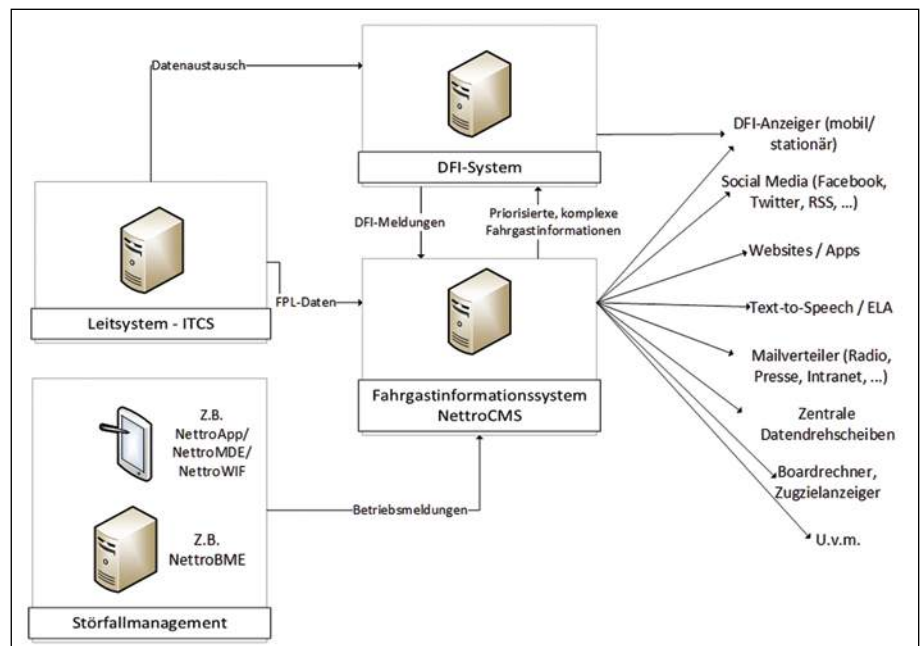 Datenaustausch
DFI-System
DFI-Meldungen
Priorisierte, komplexe
Fahrgastinformationen
Leitsystem - ITCS
FPL-Daten
Fahrgastinformationssystem
NettroCMS
Z.B.
NettroApp/
NettroMDE/
NettroWIF
Z.B.
NettroBME
Betriebsmeldungen
Störfallmanagement
DFI-Anzeiger (mobil/
stationär)
Social Media (Facebook,
Twitter, RSS, ...)
Websites / Apps
Text-to-Speech / ELA
Mailverteiler (Radio,
Presse, Intranet, ...)
Zentrale
Datendrehscheiben
Boardrechner,
Zugzielanzeiger
U.v.m.